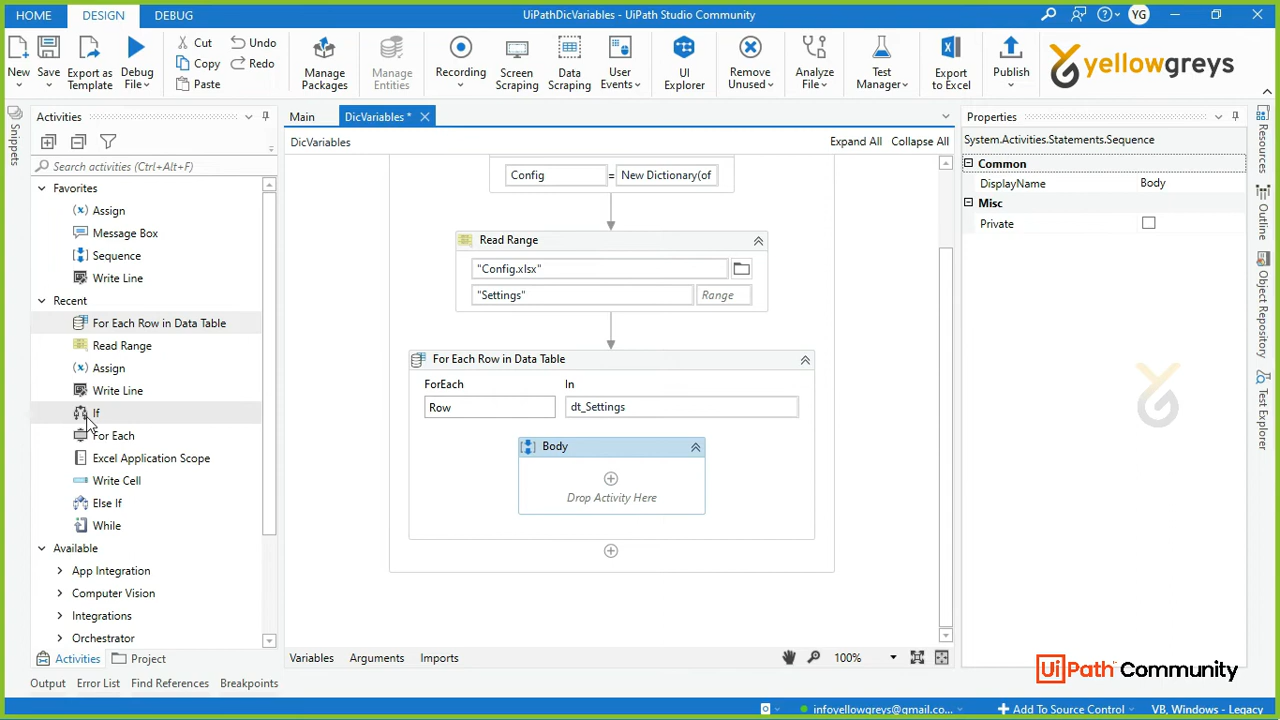 HOME DESIGN DEBUG UiPathDicVariables - UiPath Studio Community YG
New Save Export as Template Debug File Cut Copy Paste Undo Redo Manage Packages Manage Entities Recording Screen Scraping Data Scraping User Events UI Explorer Remove Unused Analyze File Test Manager Export to Excel Publish yellowgreys
Snippets
Activities
Search activities (Ctrl+Alt+F)
Favorites
Assign
Message Box
Sequence
Write Line
Recent
For Each Row in Data Table
Read Range
Assign
Write Line
If
For Each
Excel Application Scope
Write Cell
Else If
While
Available
App Integration
Computer Vision
Integrations
Orchestrator
Activities Project
Main DicVariables *
DicVariables Expand All Collapse All
Config = New Dictionary(of
Read Range
"Config.xlsx"
"Settings" Range
For Each Row in Data Table
ForEach In
Row dt_Settings
Body
Drop Activity Here
Variables Arguments Imports 100%
Properties
System.Activities.Statements.Sequence
Common
DisplayName Body
Misc
Private
Resources
Outline
Object Repository
Test Explorer
UiPath Community
Output Error List Find References Breakpoints
infoyellowgreys@gmail.co... Add To Source Control VB, Windows - Legacy